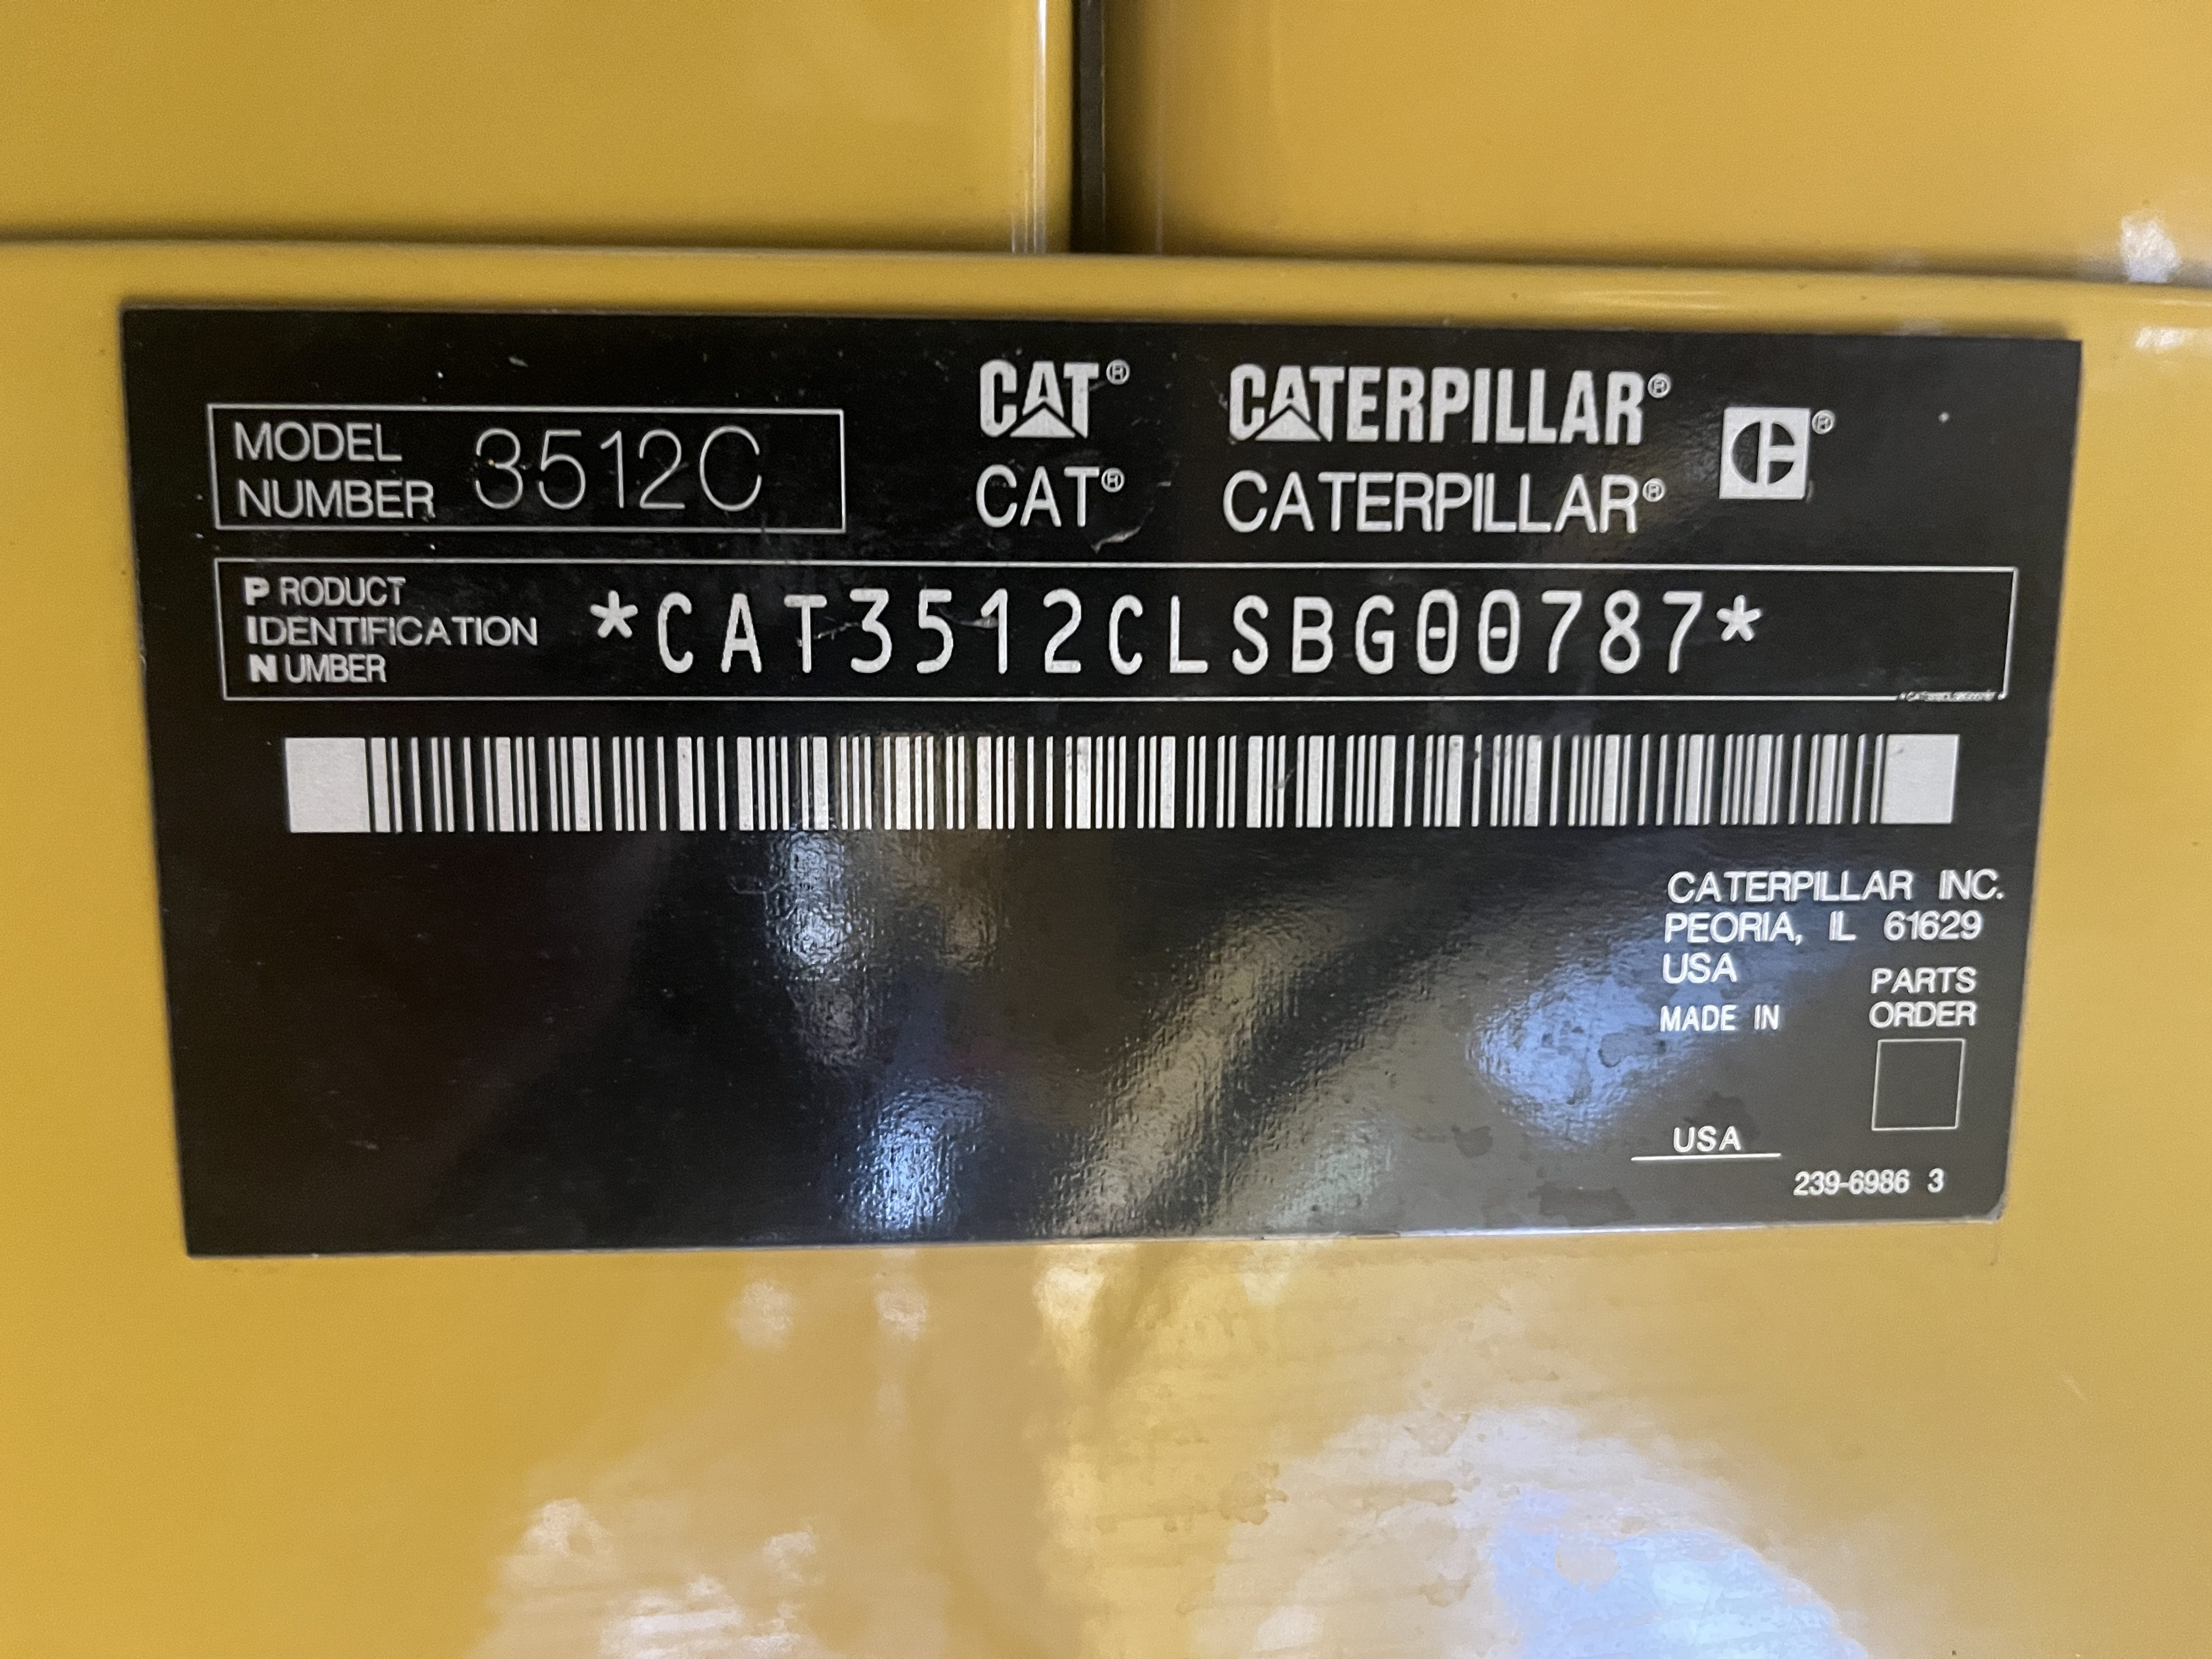 MODEL NUMBER 3512C
CAT® CATERPILLAR®
CAT® CATERPILLAR® ®
PRODUCT
IDENTIFICATION
NUMBER
*CAT3512CLSBG00787*
CATERPILLAR INC.
PEORIA, IL 61629
USA
MADE IN
PARTS
ORDER
USA
239-6986 3